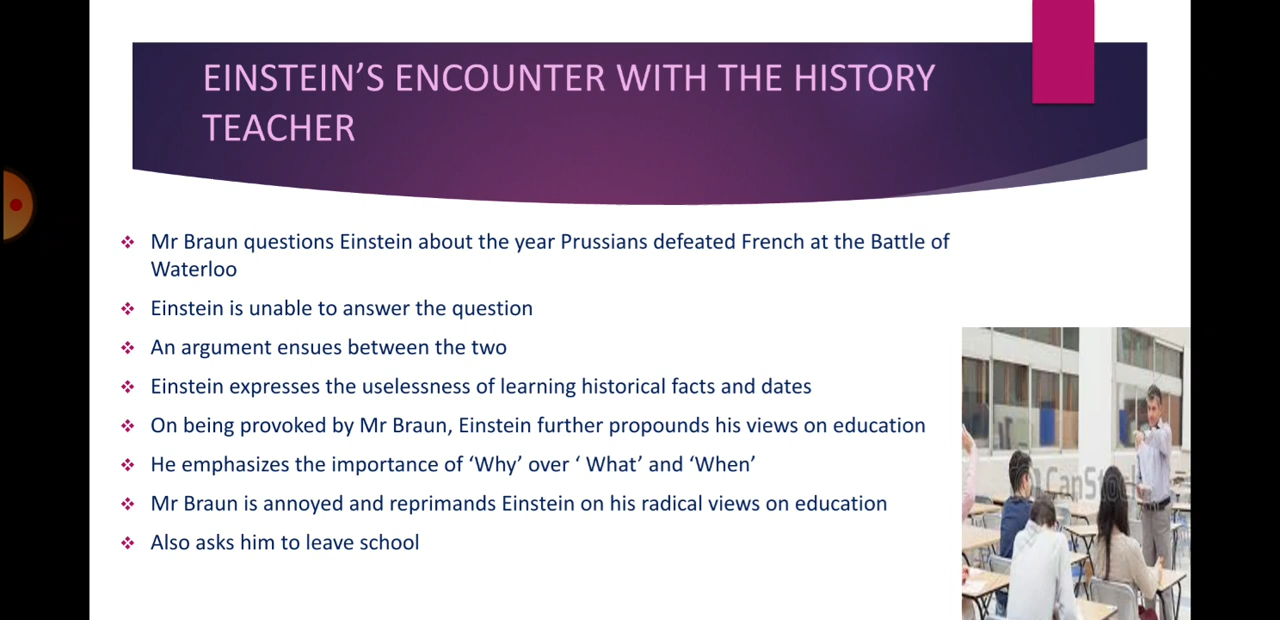 EINSTEIN’S ENCOUNTER WITH THE HISTORY
TEACHER
Mr Braun questions Einstein about the year Prussians defeated French at the Battle of
Waterloo
Einstein is unable to answer the question
An argument ensues between the two
Einstein expresses the uselessness of learning historical facts and dates
On being provoked by Mr Braun, Einstein further propounds his views on education
He emphasizes the importance of ‘Why’ over ‘ What’ and ‘When’
Mr Braun is annoyed and reprimands Einstein on his radical views on education
Also asks him to leave school
CanStock